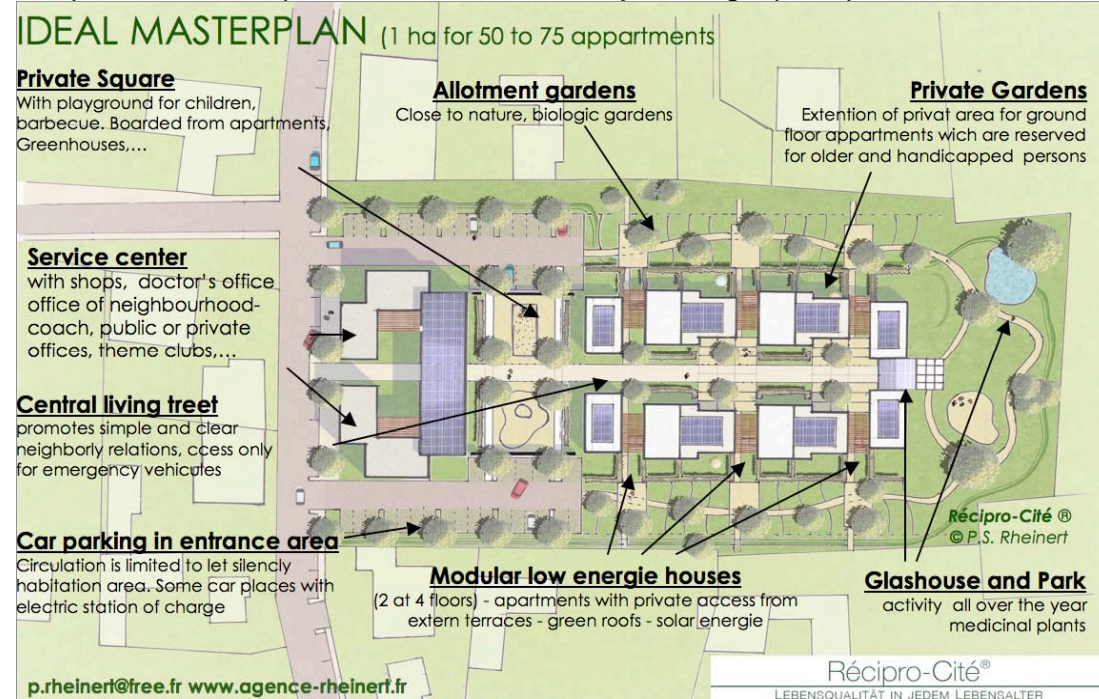 IDEAL MASTERPLAN (1 ha for 50 to 75 appartments
Private Square
With playground for children,
barbecue. Boarded from apartments,
Greenhouses,…
Allotment gardens
Close to nature, biologic gardens
Private Gardens
Extention of privat area for ground
floor appartments wich are reserved
for older and handicapped persons
Service center
with shops, doctor's office
office of neighbourhood-
coach, public or private
offices, theme clubs,…
Central living treet
promotes simple and clear
neighborly relations, ccess only
for emergency vehicules
Car parking in entrance area
Circulation is limited to let silencly
habitation area. Some car places with
electric station of charge
Modular low energie houses
(2 at 4 floors) - apartments with private access from
extern terraces - green roofs - solar energie
Récipro-Cité ®
© P.S. Rheinert
Glashouse and Park
activity all over the year
medicinal plants
p.rheinert@free.fr www.agence-rheinert.fr
Récipro-Cité®
LEBENSQUALITÄT IN JEDEM LEBENSALTER